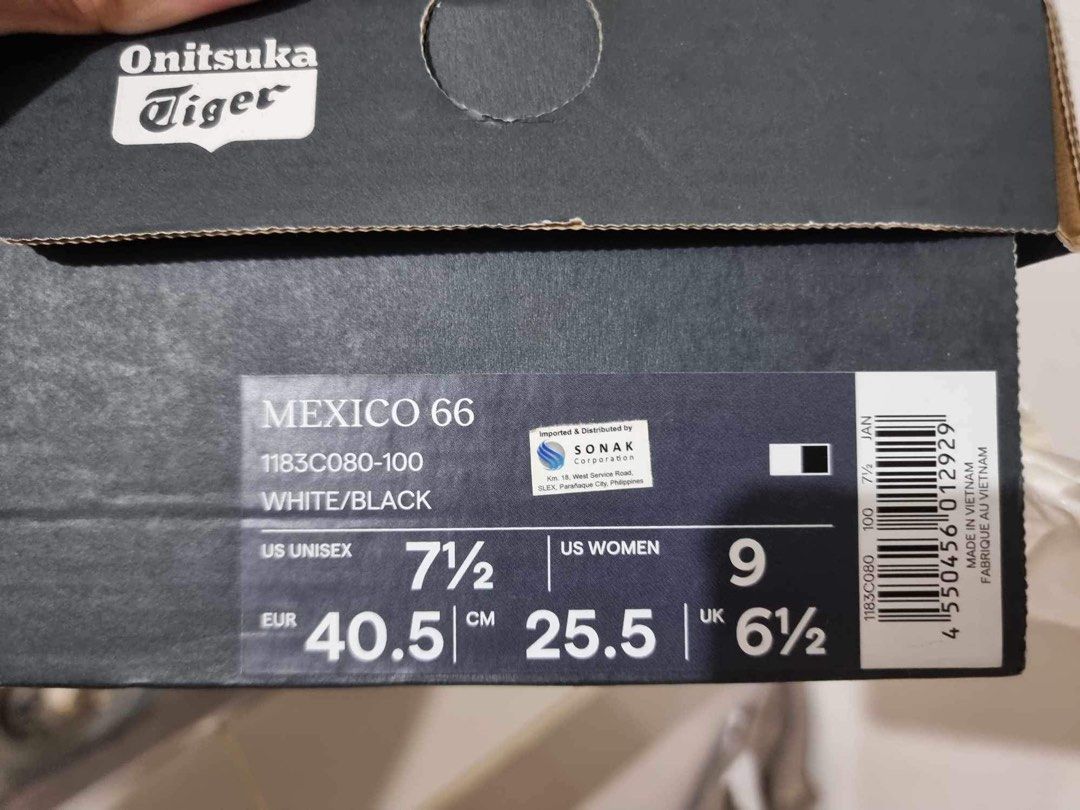 Onitsuka
Tiger
MEXICO 66
1183C080-100
WHITE/BLACK
Imported & Distributed by
SONAK
Corporation
Km. 18, West Service Road,
SLEX, Parañaque City, Philippines
US UNISEX 7½ US WOMEN 9
EUR 40.5 CM 25.5 UK 6½
1183C080 100 7½ JAN
4 550456 012929
MADE IN VIETNAM
FABRIQUE AU VIETNAM